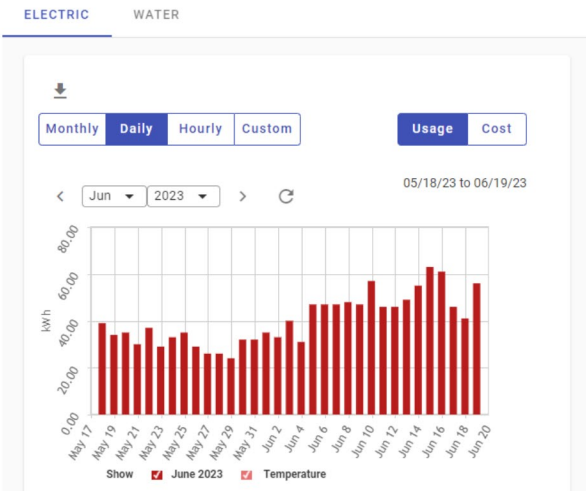 ELECTRIC WATER
Monthly Daily Hourly Custom Usage Cost
05/18/23 to 06/19/23
Jun 2023
80.00
60.00
40.00
20.00
0.00
kWh
May 17 May 19 May 21 May 23 May 25 May 27 May 29 May 31 Jun 2 Jun 4 Jun 6 Jun 8 Jun 10 Jun 12 Jun 14 Jun 16 Jun 18 Jun 20
Show June 2023 Temperature